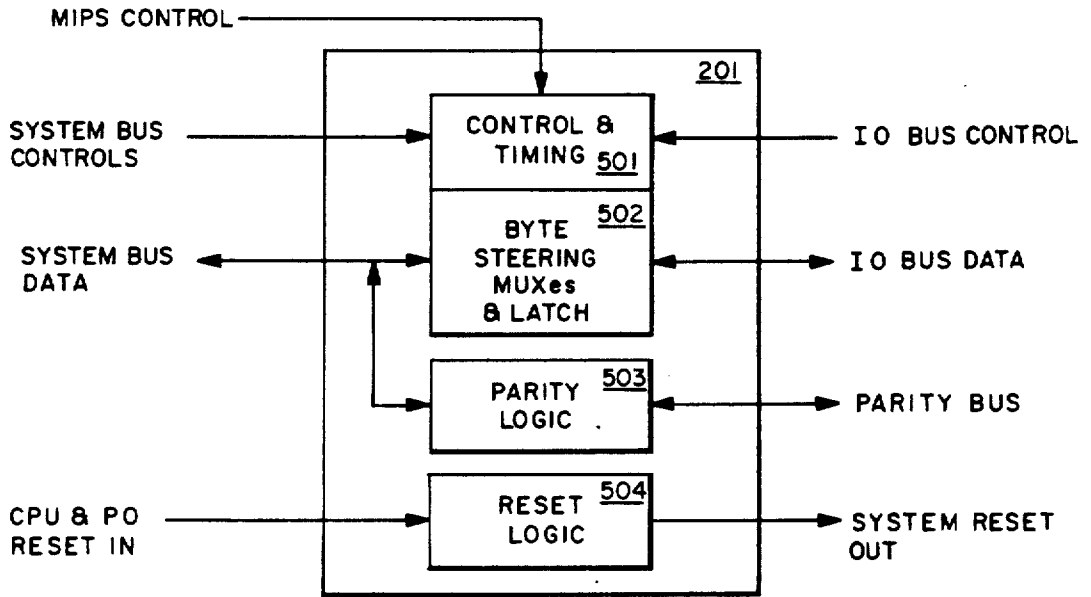 MIPS CONTROL
201
SYSTEM BUS
CONTROLS
CONTROL &
TIMING
501
IO BUS CONTROL
502
SYSTEM BUS
DATA
BYTE
STEERING
MUXes
& LATCH
IO BUS DATA
503
PARITY
LOGIC
PARITY BUS
504
CPU & PO
RESET IN
RESET
LOGIC
SYSTEM RESET
OUT